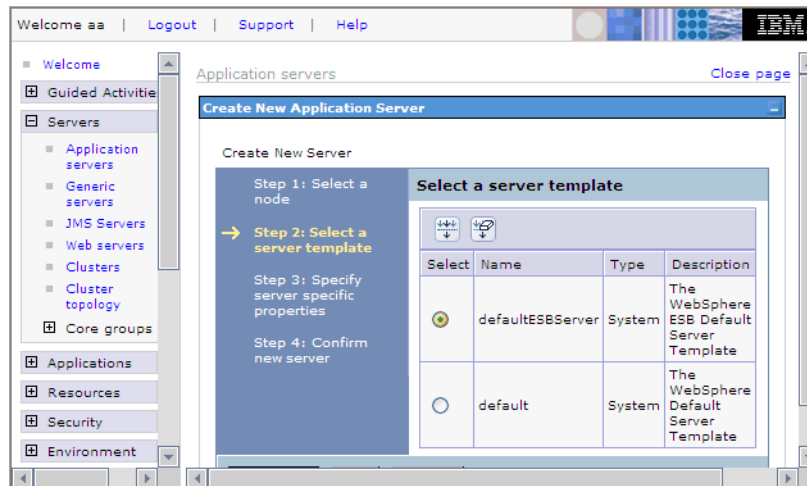 Welcome aa | Logout | Support | Help
IBM.
Welcome
Guided Activitie
Servers
Application
servers
Generic
servers
JMS Servers
Web servers
Clusters
Cluster
topology
Core groups
Applications
Resources
Security
Environment
Application servers
Close page
Create New Application Server
Create New Server
Step 1: Select a
node
Step 2: Select a
server template
Step 3: Specify
server specific
properties
Step 4: Confirm
new server
Select a server template
Select Name Type Description
defaultESBServer System The
WebSphere
ESB Default
Server
Template
default System The
WebSphere
Default
Server
Template